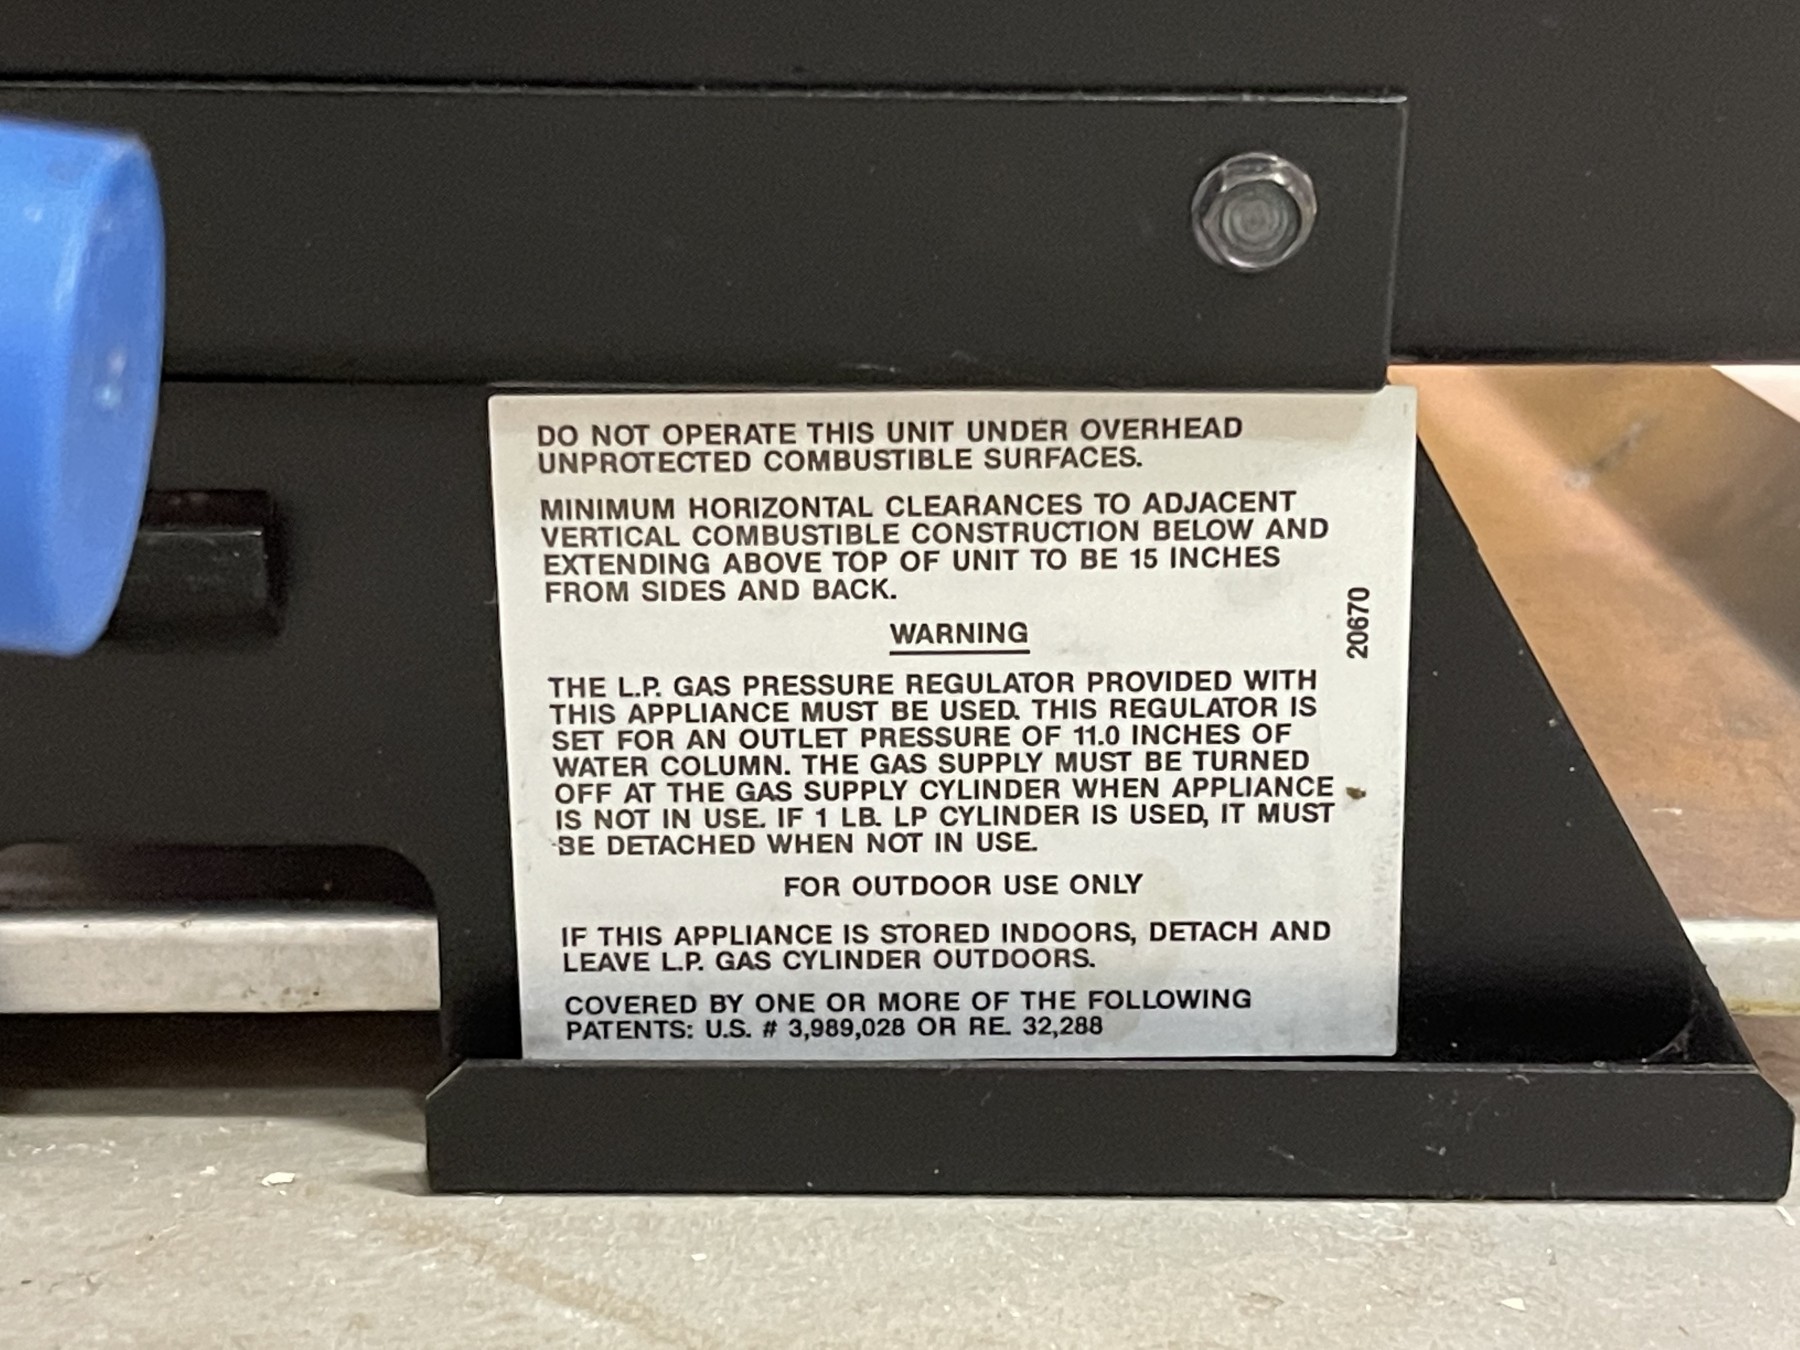 DO NOT OPERATE THIS UNIT UNDER OVERHEAD
UNPROTECTED COMBUSTIBLE SURFACES.
MINIMUM HORIZONTAL CLEARANCES TO ADJACENT
VERTICAL COMBUSTIBLE CONSTRUCTION BELOW AND
EXTENDING ABOVE TOP OF UNIT TO BE 15 INCHES
FROM SIDES AND BACK.
WARNING
THE L.P. GAS PRESSURE REGULATOR PROVIDED WITH
THIS APPLIANCE MUST BE USED. THIS REGULATOR IS
SET FOR AN OUTLET PRESSURE OF 11.0 INCHES OF
WATER COLUMN. THE GAS SUPPLY MUST BE TURNED
OFF AT THE GAS SUPPLY CYLINDER WHEN APPLIANCE
IS NOT IN USE. IF 1 LB. LP CYLINDER IS USED, IT MUST
BE DETACHED WHEN NOT IN USE.
FOR OUTDOOR USE ONLY
IF THIS APPLIANCE IS STORED INDOORS, DETACH AND
LEAVE L.P. GAS CYLINDER OUTDOORS.
COVERED BY ONE OR MORE OF THE FOLLOWING
PATENTS: U.S. # 3,989,028 OR RE. 32,288
20670